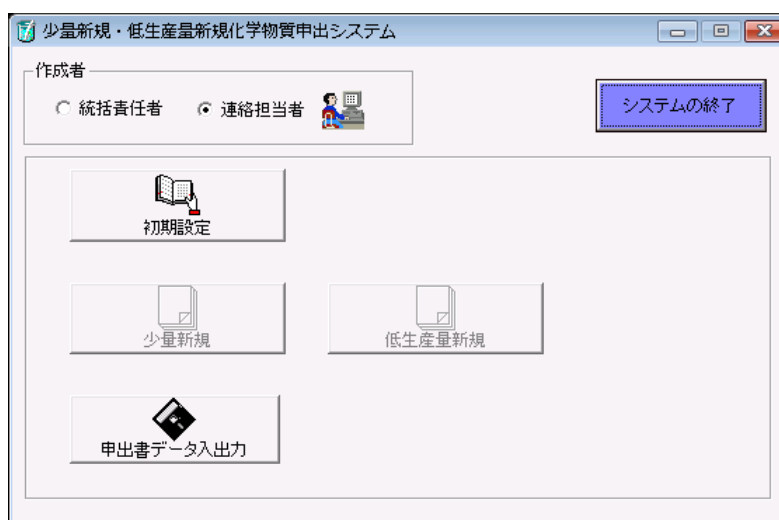 少量新規・低生産量新規化学物質申出システム
作成者
統括責任者
連絡担当者
システムの終了
初期設定
少量新規
低生産量新規
申出書データ入出力